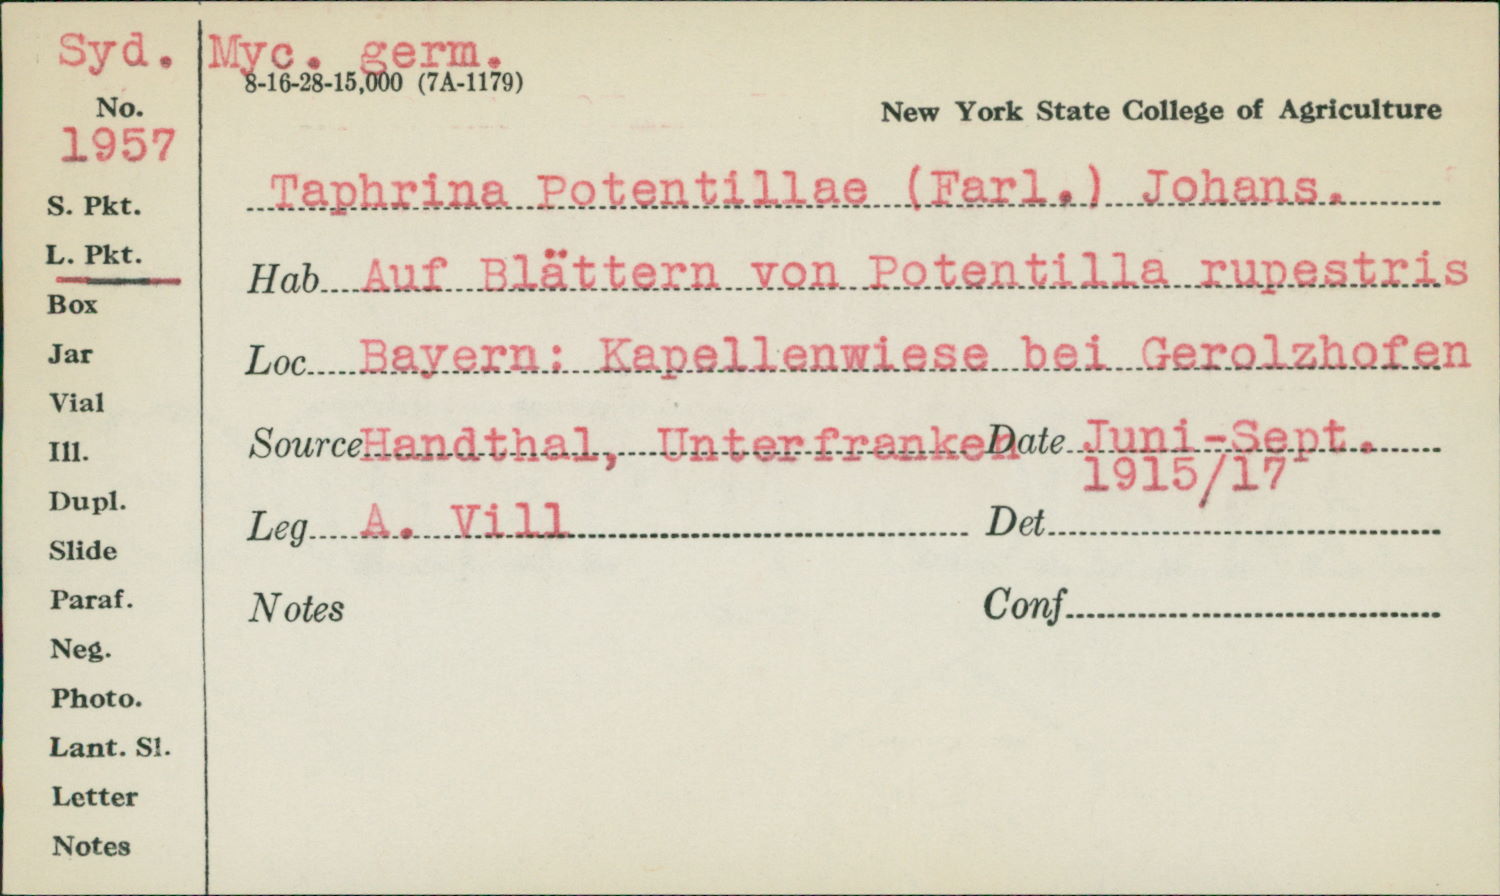 Syd. Myc. germ.
8-16-28-15,000 (7A-1179)
No.
New York State College of Agriculture
1957
Taphrina Potentillae (Farl.) Johans.
S. Pkt.
L. Pkt.
Hab Auf Blättern von Potentilla rupestris
Box
Jar
Loc Bayern: Kapellenwiese bei Gerolzhofen
Vial
Source Handthal, Unterfranken Date Juni-Sept.
Ill.
1915/17
Dupl.
Leg A. Vill Det
Slide
Paraf.
Notes Conf
Neg.
Photo.
Lant. Sl.
Letter
Notes